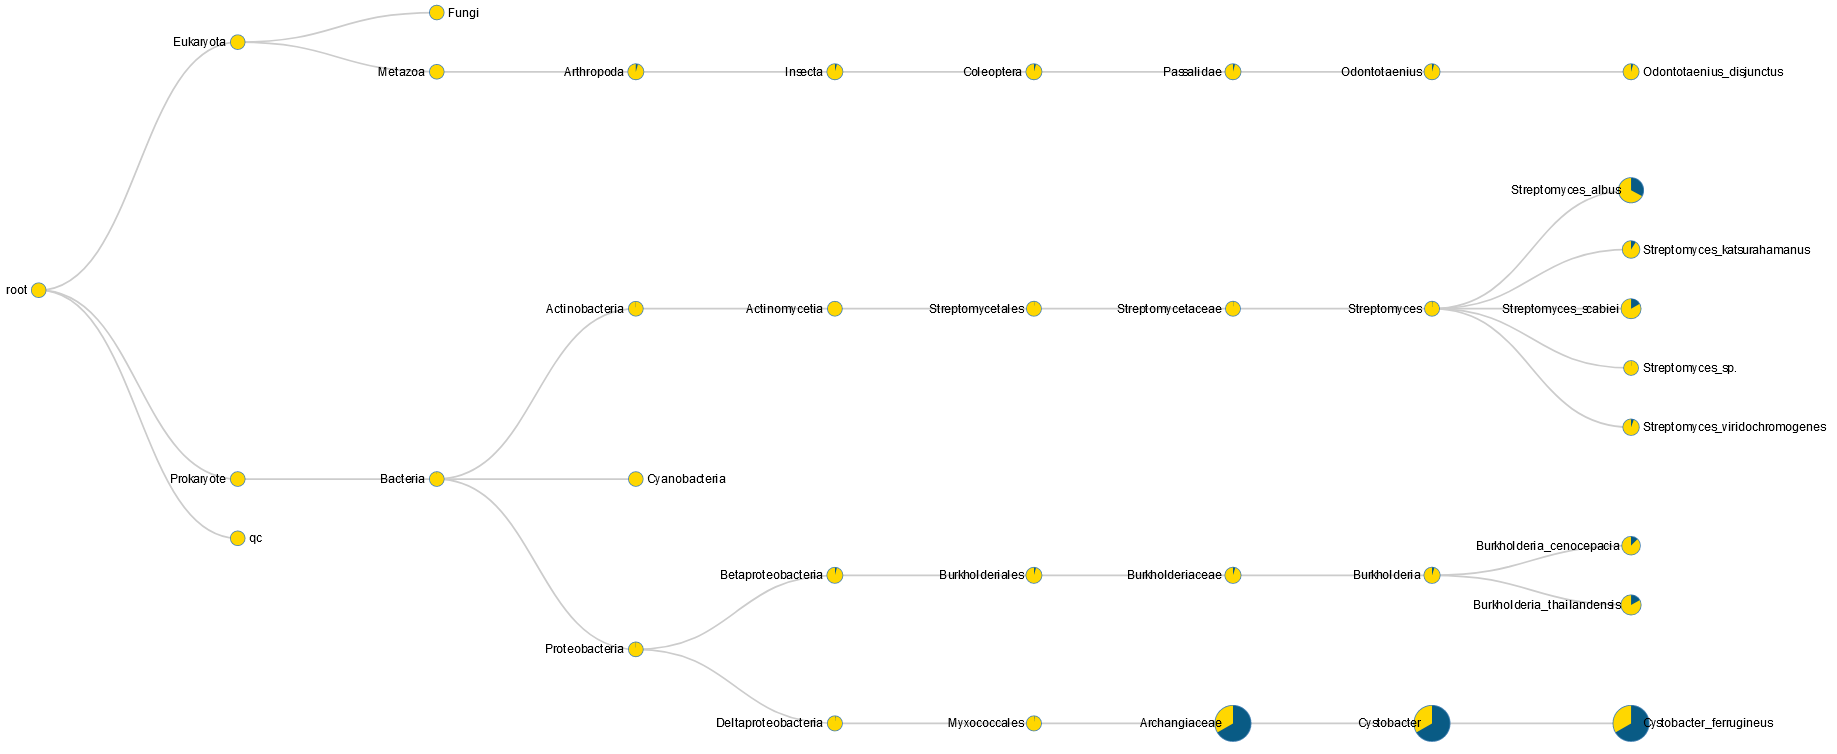 Fungi
Eukaryota
Metazoa Arthropoda Insecta Coleoptera Passalidae Odontotaenius Odontotaenius_disjunctus
Streptomyces_albus
Streptomyces_katsurahamanus
root
Actinobacteria Actinomycetia Streptomycetales Streptomycetaceae Streptomyces Streptomyces_scabiei
Streptomyces_sp.
Streptomyces_viridochromogenes
Prokaryote Bacteria Cyanobacteria
qc
Burkholderia_cenocepacia
Betaproteobacteria Burkholderiales Burkholderiaceae Burkholderia
Burkholderia_thailandensis
Proteobacteria
Deltaproteobacteria Myxococcales Archangiaceae Cystobacter Cystobacter_ferrugineus